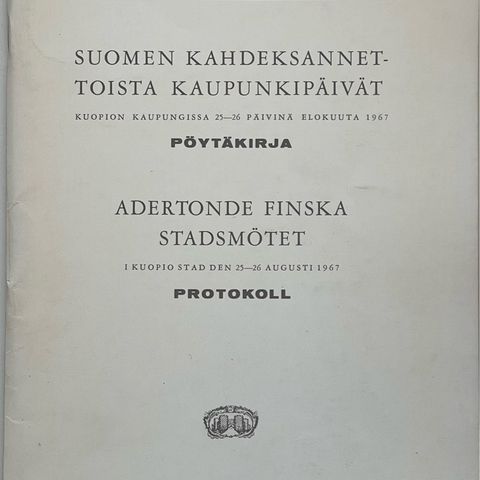 SUOMEN KAHDEKSANNET-
TOISTA KAUPUNKIPÄIVÄT
KUOPION KAUPUNGISSA 25—26 PÄIVINÄ ELOKUUTA 1967
PÖYTÄKIRJA
ADERTONDE FINSKA
STADSMÖTET
I KUOPIO STAD DEN 25—26 AUGUSTI 1967
PROTOKOLL